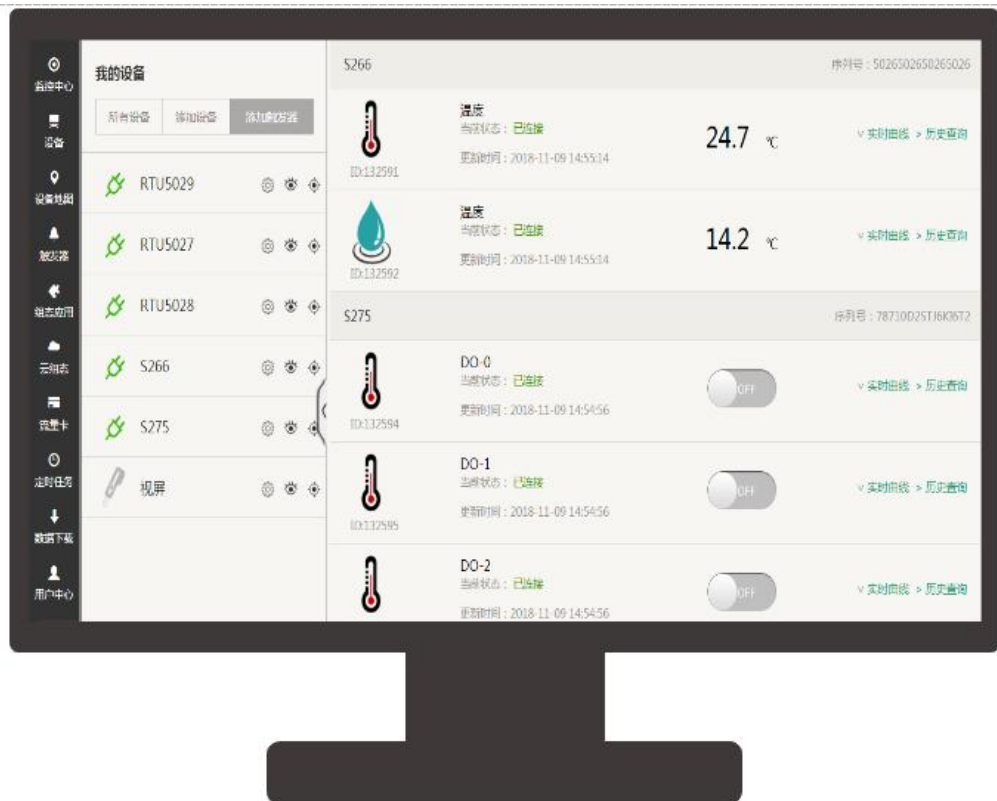 监控中心
设备
设备地图
触发器
组态应用
云组态
流量卡
定时任务
数据下载
用户中心
我的设备
所有设备 添加设备 添加触发器
RTU5029
RTU5027
RTU5028
S266
S275
视屏
S266 序列号：5026502650265026
温度
当前状态：已连接
24.7 ℃
∨实时曲线 >历史查询
更新时间：2018-11-09 14:55:14
ID:132591
温度
当前状态：已连接
14.2 ℃
∨实时曲线 >历史查询
更新时间：2018-11-09 14:55:14
ID:132592
S275
DO-0
当前状态：已连接
OFF
∨实时曲线 >历史查询
更新时间：2018-11-09 14:54:56
ID:132594
DO-1
当前状态：已连接
OFF
∨实时曲线 >历史查询
更新时间：2018-11-09 14:54:56
ID:132595
DO-2
当前状态：已连接
OFF
∨实时曲线 >历史查询
更新时间：2018-11-09 14:54:56